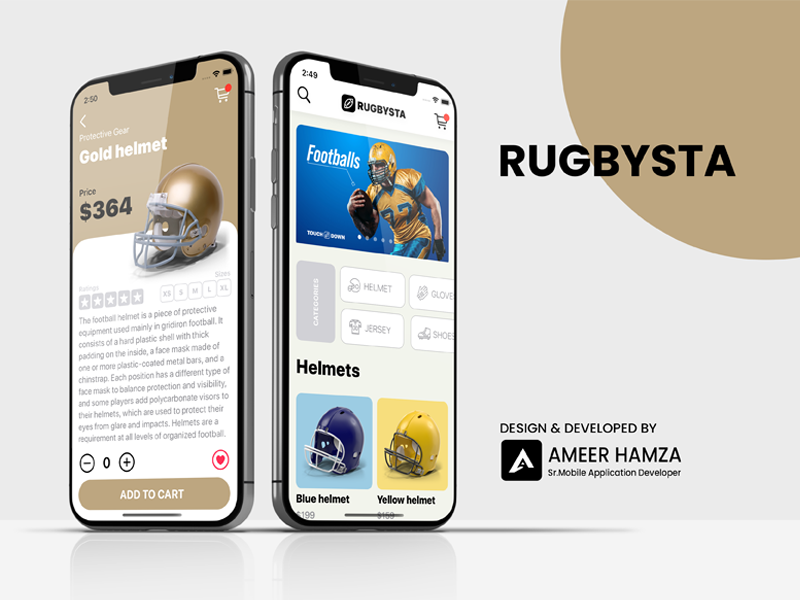 2:50
Protective Gear
Gold helmet
Price
$364
Ratings
Sizes
XS S M L XL
The football helmet is a piece of protective
equipment used mainly in gridiron football. It
consists of a hard plastic shell with thick
padding on the inside, a face mask made of
one or more plastic-coated metal bars, and a
chinstrap. Each position has a different type of
face mask to balance protection and visibility,
and some players add polycarbonate visors to
their helmets, which are used to protect their
eyes from glare and impacts. Helmets are a
requirement at all levels of organized football.
0
ADD TO CART
2:49
RUGBYSTA
Footballs
TOUCH DOWN
CATEGORIES
HELMET
GLOVE
JERSEY
SHOES
Helmets
Blue helmet
$199
Yellow helmet
$159
RUGBYSTA
DESIGN & DEVELOPED BY
AMEER HAMZA
Sr.Mobile Application Developer